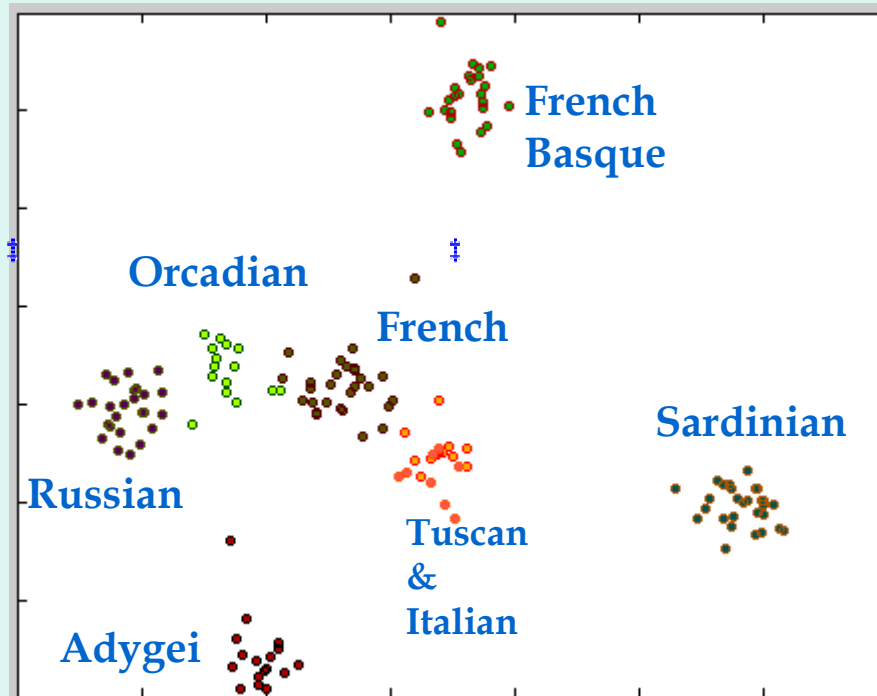 French
Basque
Orcadian
French
Sardinian
Russian
Tuscan
&
Italian
Adygei